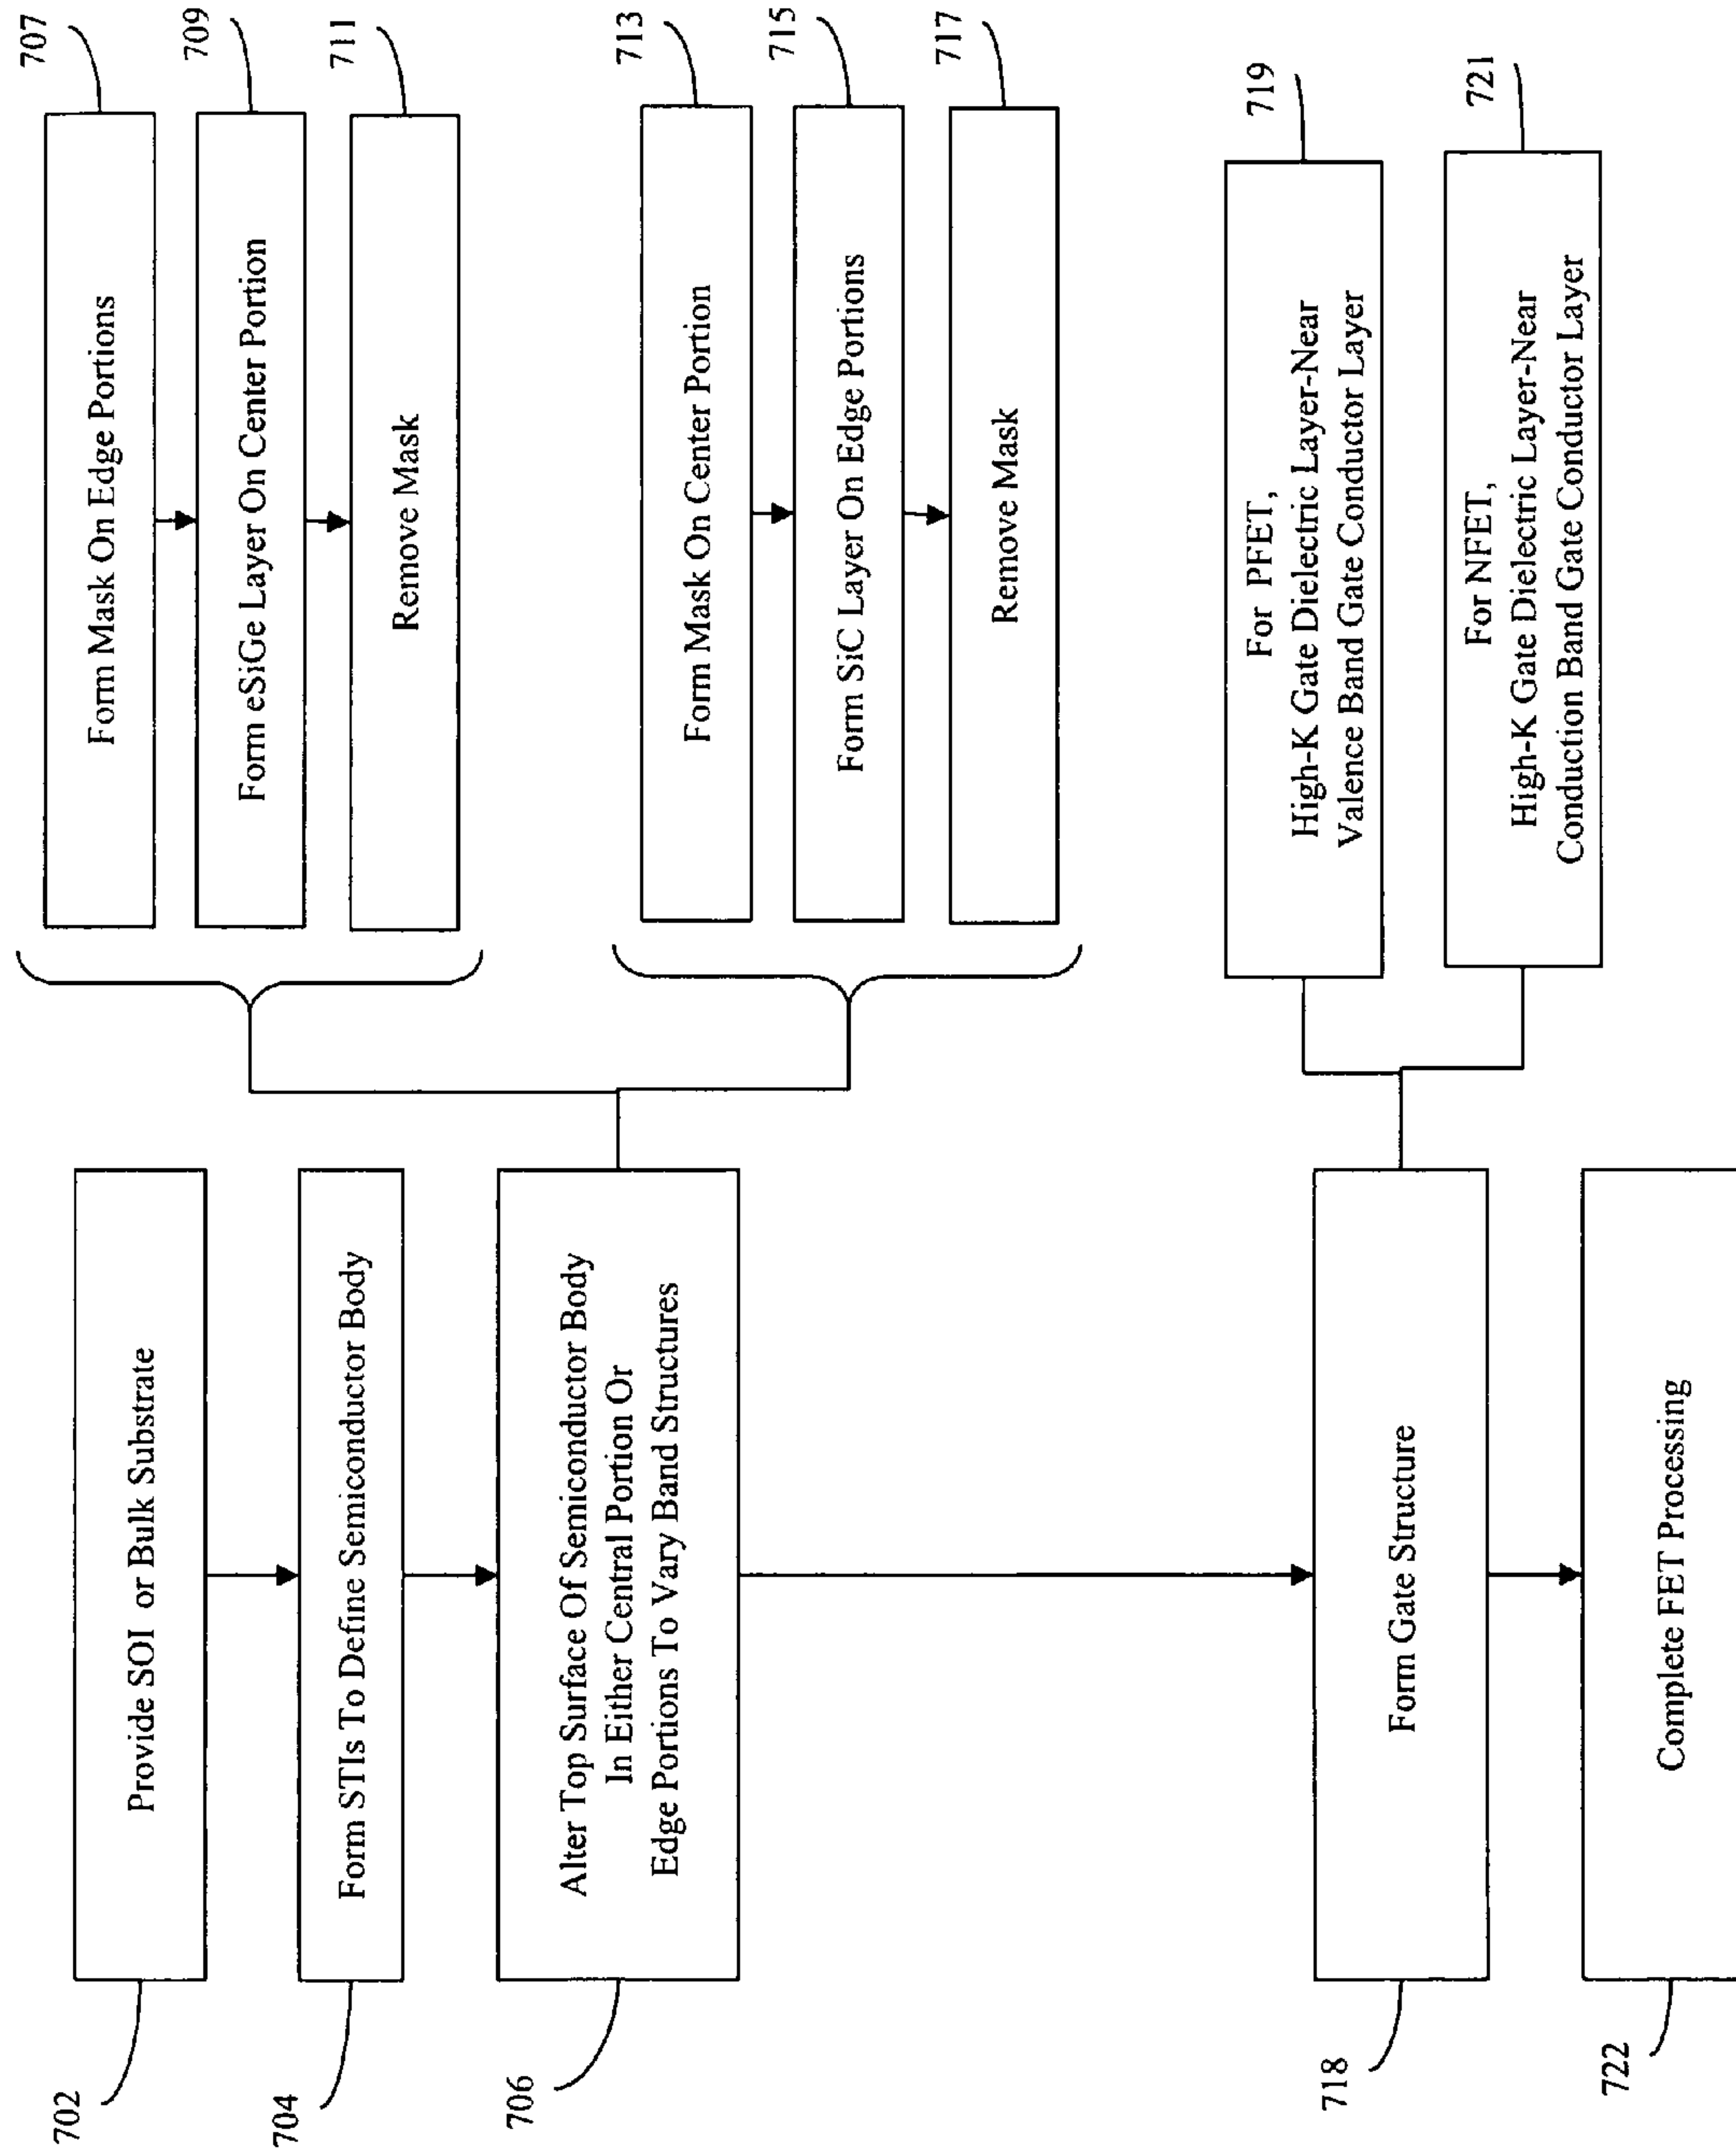 702
Provide SOI or Bulk Substrate
704
Form STIs To Define Semiconductor Body
706
Alter Top Surface Of Semiconductor Body
In Either Central Portion Or
Edge Portions To Vary Band Structures
707
Form Mask On Edge Portions
709
Form eSiGe Layer On Center Portion
711
Remove Mask
713
Form Mask On Center Portion
715
Form SiC Layer On Edge Portions
717
Remove Mask
718
Form Gate Structure
719
For PFET,
High-K Gate Dielectric Layer-Near
Valence Band Gate Conductor Layer
721
For NFET,
High-K Gate Dielectric Layer-Near
Conduction Band Gate Conductor Layer
722
Complete FET Processing